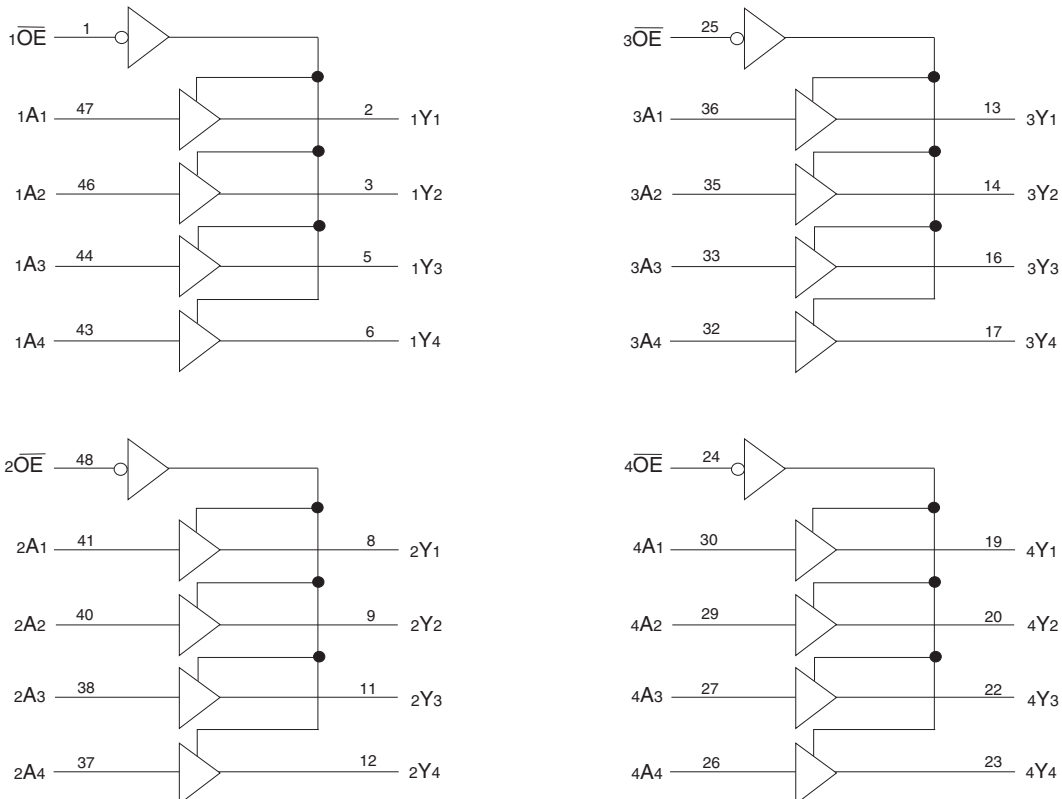 1OE 1
1A1 47 2 1Y1
1A2 46 3 1Y2
1A3 44 5 1Y3
1A4 43 6 1Y4
3OE 25
3A1 36 13 3Y1
3A2 35 14 3Y2
3A3 33 16 3Y3
3A4 32 17 3Y4
2OE 48
2A1 41 8 2Y1
2A2 40 9 2Y2
2A3 38 11 2Y3
2A4 37 12 2Y4
4OE 24
4A1 30 19 4Y1
4A2 29 20 4Y2
4A3 27 22 4Y3
4A4 26 23 4Y4